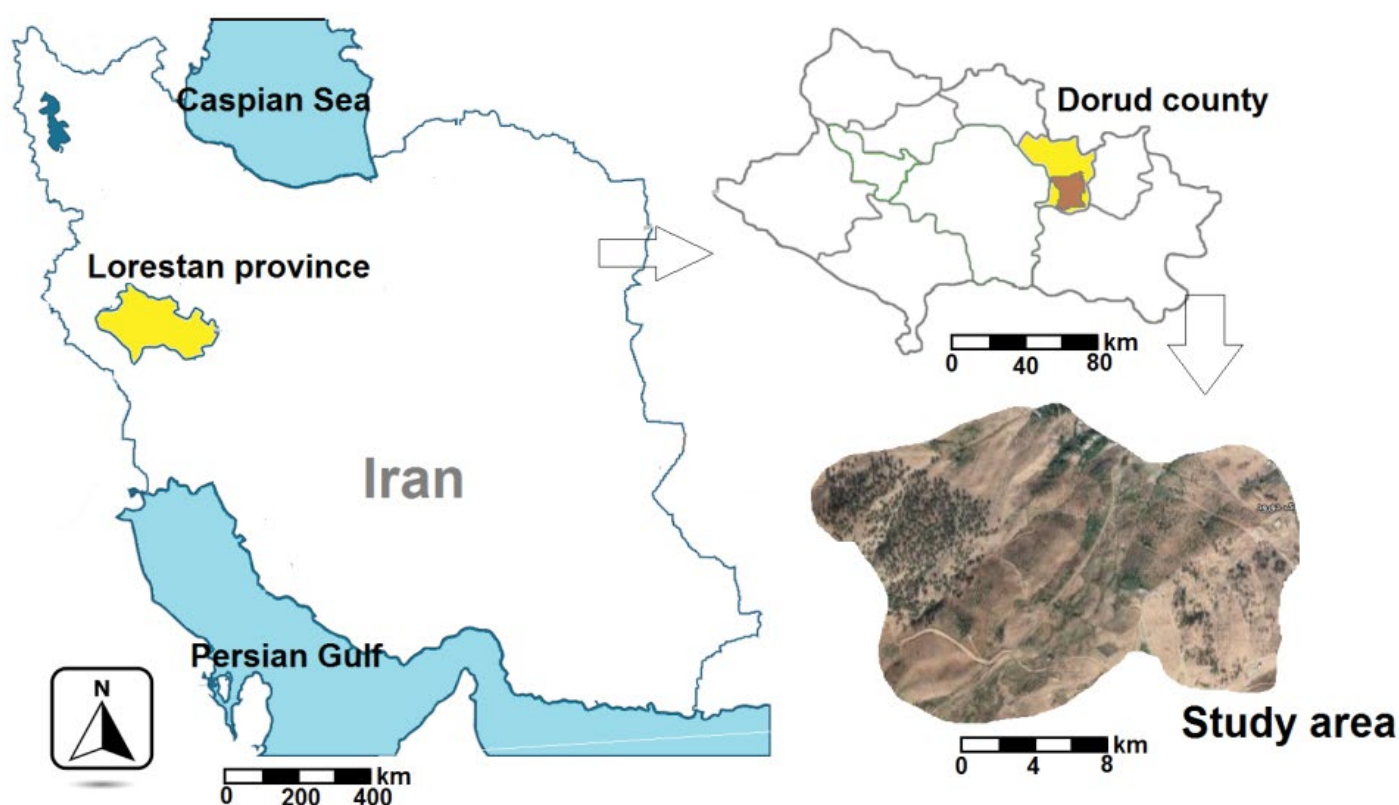 Caspian Sea
Lorestan province
Iran
Persian Gulf
N
km
0 200 400
Dorud county
km
0 40 80
Study area
km
0 4 8